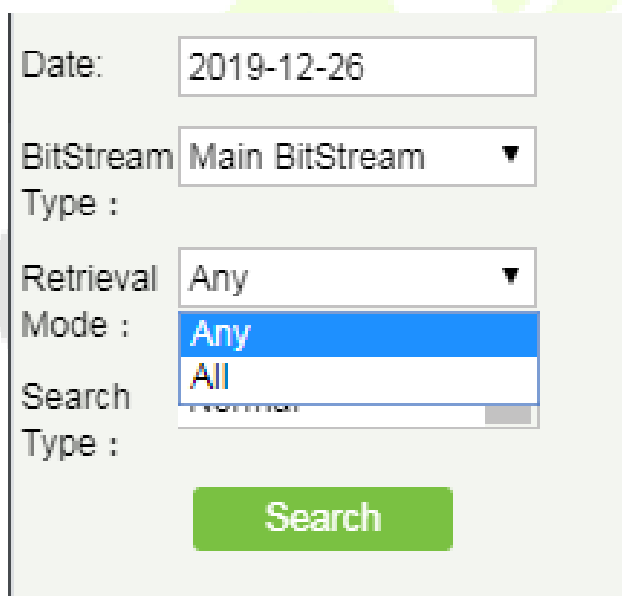 Date: 2019-12-26
BitStream Main BitStream
Type :
Retrieval Any
Mode :
Any
All
Search
Type :
Search